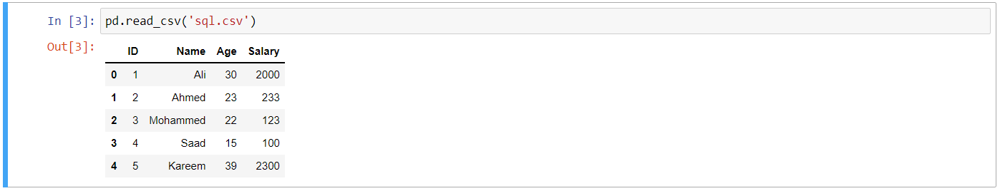 In [3]: pd.read_csv('sql.csv')
Out[3]:
ID Name Age Salary
0 1 Ali 30 2000
1 2 Ahmed 23 233
2 3 Mohammed 22 123
3 4 Saad 15 100
4 5 Kareem 39 2300